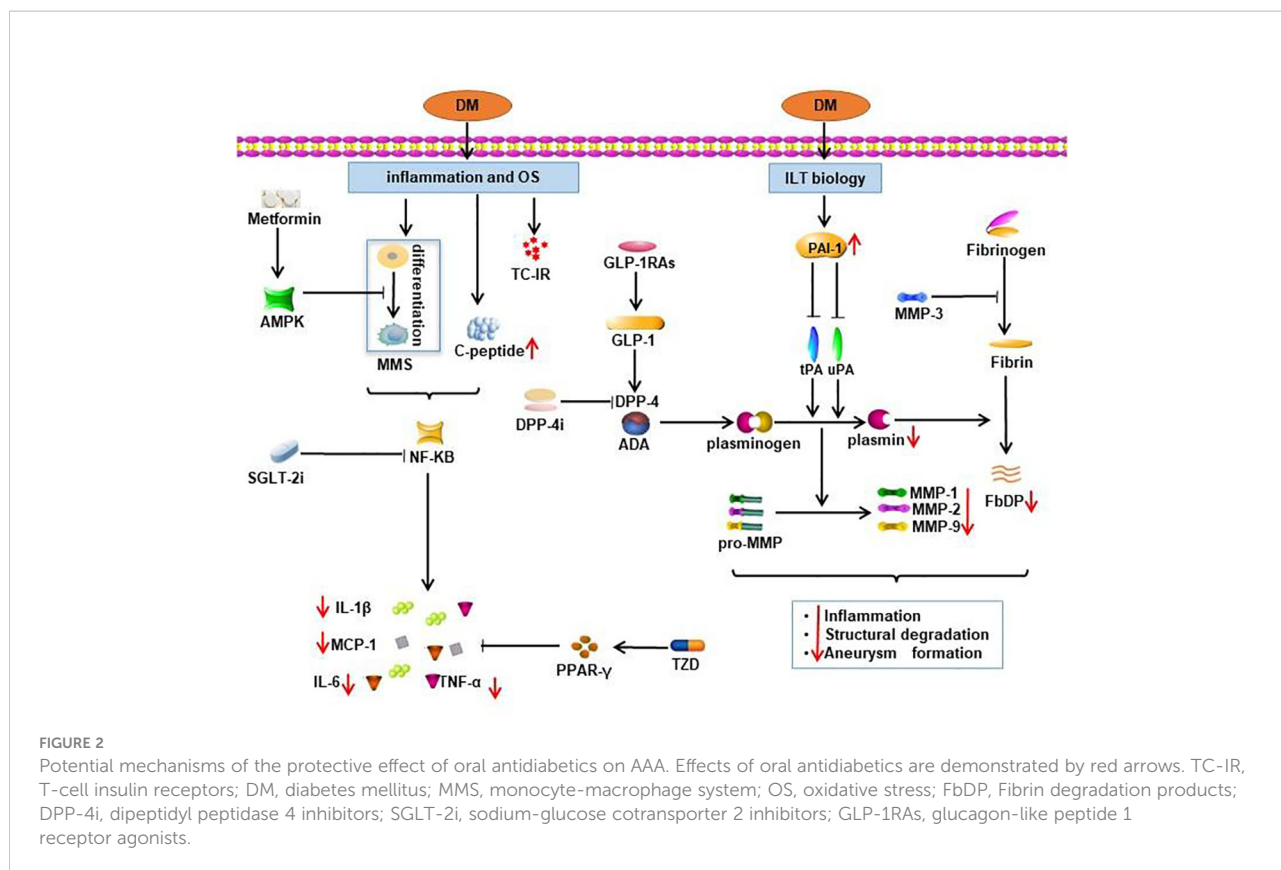 DM
DM
inflammation and OS
ILT biology
Metformin
differentiation
PAI-1
Fibrinogen
TC-IR
GLP-1RAs
AMPK
MMP-3
GLP-1
MMS
C-peptide
Fibrin
tPA uPA
DPP-4i
DPP-4
ADA
plasminogen
plasmin
NF-KB
SGLT-2i
FbDP
MMP-1
MMP-2
MMP-9
pro-MMP
IL-1β
• Inflammation
• Structural degradation
• Aneurysm formation
MCP-1
PPAR-γ
TZD
IL-6
TNF-α
FIGURE 2
Potential mechanisms of the protective effect of oral antidiabetics on AAA. Effects of oral antidiabetics are demonstrated by red arrows. TC-IR,
T-cell insulin receptors; DM, diabetes mellitus; MMS, monocyte-macrophage system; OS, oxidative stress; FbDP, Fibrin degradation products;
DPP-4i, dipeptidyl peptidase 4 inhibitors; SGLT-2i, sodium-glucose cotransporter 2 inhibitors; GLP-1RAs, glucagon-like peptide 1
receptor agonists.